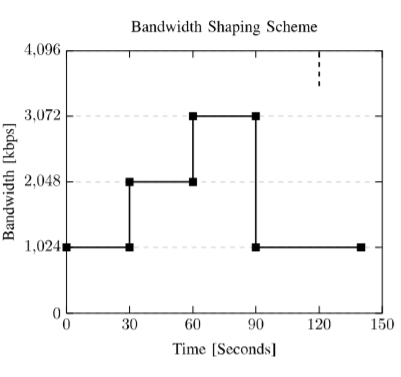 Bandwidth Shaping Scheme
4,096
3,072
2,048
1,024
0
Bandwidth [kbps]
0 30 60 90 120 150
Time [Seconds]